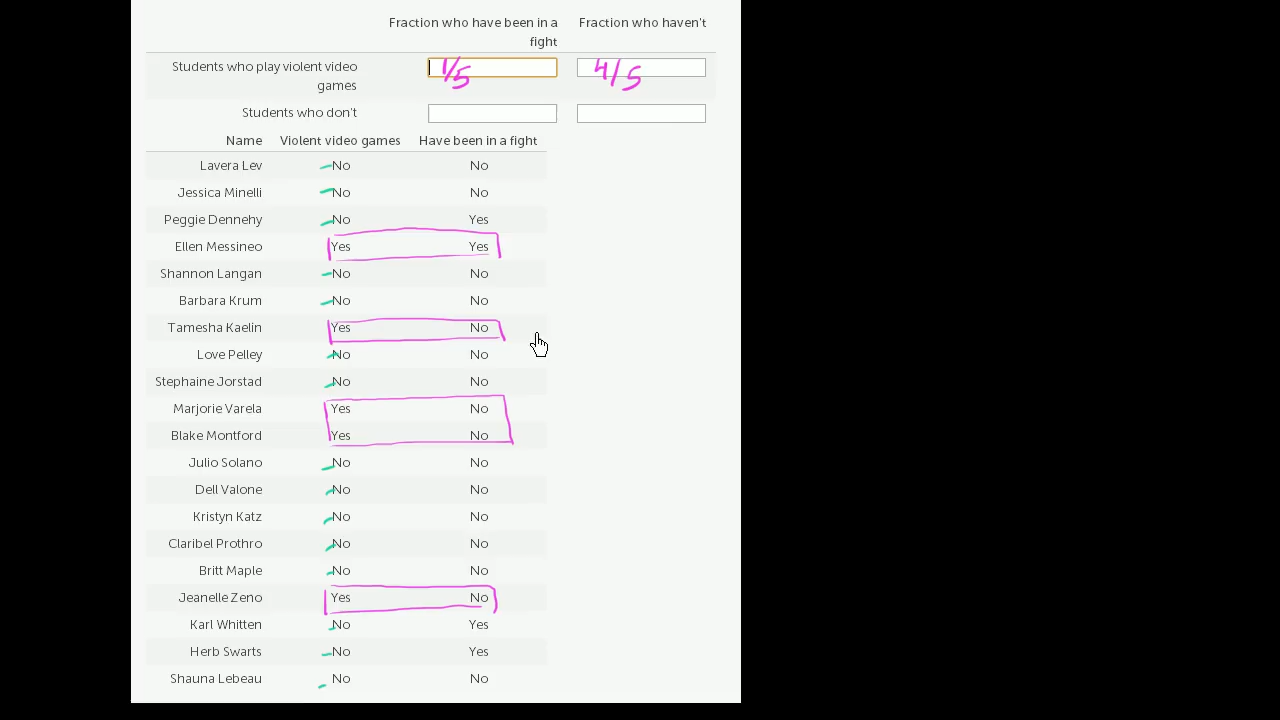 Fraction who have been in a fight Fraction who haven't
Students who play violent video games 1/5 4/5
Students who don't
Name Violent video games Have been in a fight
Lavera Lev No No
Jessica Minelli No No
Peggie Dennehy No Yes
Ellen Messineo Yes Yes
Shannon Langan No No
Barbara Krum No No
Tamesha Kaelin Yes No
Love Pelley No No
Stephaine Jorstad No No
Marjorie Varela Yes No
Blake Montford Yes No
Julio Solano No No
Dell Valone No No
Kristyn Katz No No
Claribel Prothro No No
Britt Maple No No
Jeanelle Zeno Yes No
Karl Whitten No Yes
Herb Swarts No Yes
Shauna Lebeau No No